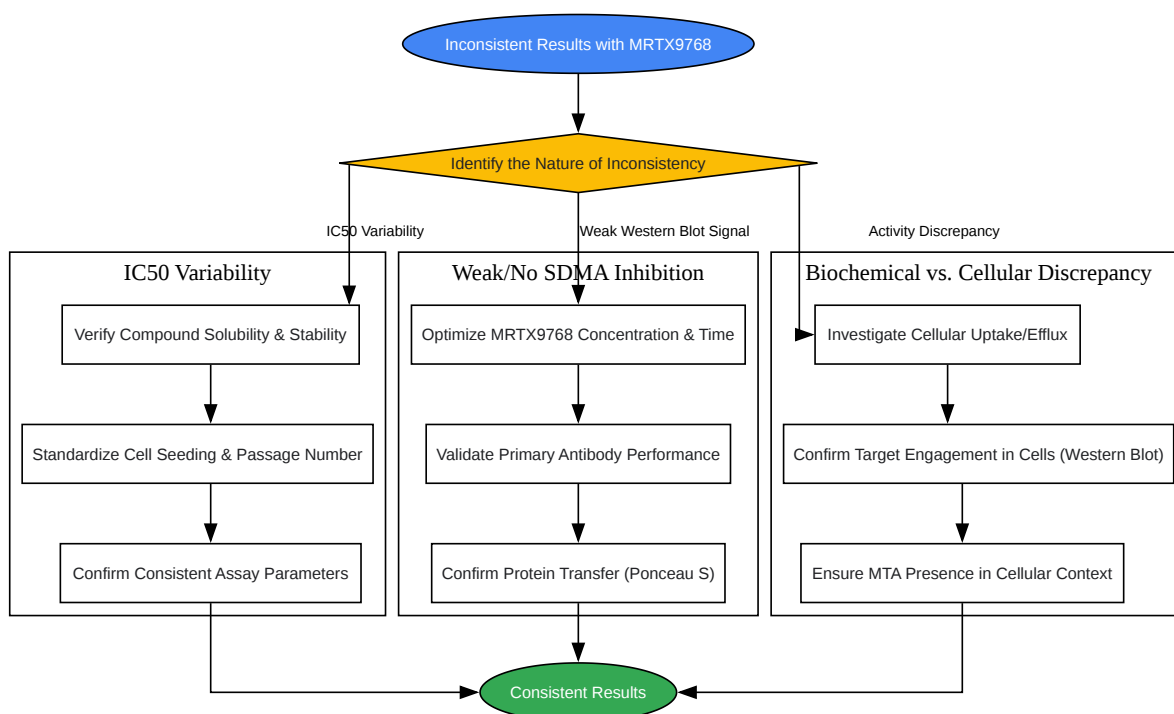 Inconsistent Results with MRTX9768
Identify the Nature of Inconsistency
IC50 Variability
Weak Western Blot Signal
Activity Discrepancy
IC50 Variability
Weak/No SDMA Inhibition
Biochemical vs. Cellular Discrepancy
Verify Compound Solubility & Stability
Optimize MRTX9768 Concentration & Time
Investigate Cellular Uptake/Efflux
Standardize Cell Seeding & Passage Number
Validate Primary Antibody Performance
Confirm Target Engagement in Cells (Western Blot)
Confirm Consistent Assay Parameters
Confirm Protein Transfer (Ponceau S)
Ensure MTA Presence in Cellular Context
Consistent Results